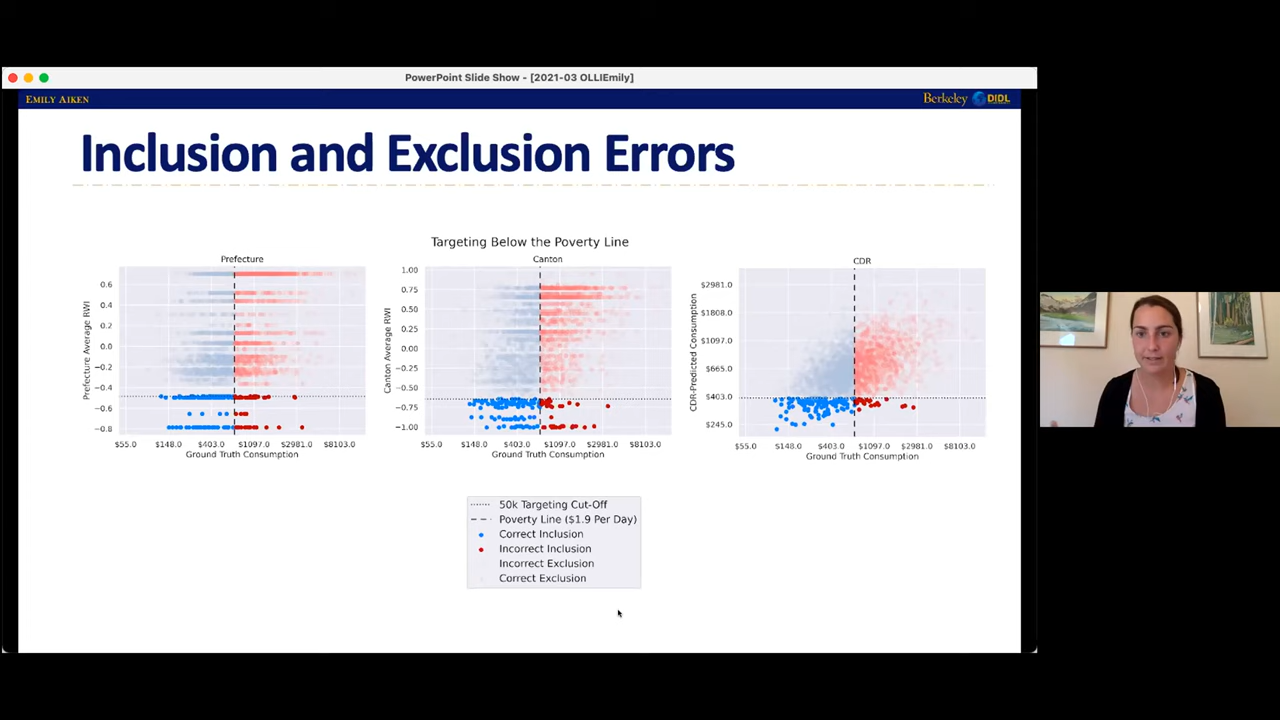 PowerPoint Slide Show - [2021-03 OLLIEmily]
EMILY AIKEN
Berkeley DIDL
Inclusion and Exclusion Errors
Targeting Below the Poverty Line
Prefecture
Prefecture Average RWI
0.6
0.4
0.2
0.0
−0.2
−0.4
−0.6
−0.8
$55.0 $148.0 $403.0 $1097.0 $2981.0 $8103.0
Ground Truth Consumption
Canton
Canton Average RWI
1.00
0.75
0.50
0.25
0.00
−0.25
−0.50
−0.75
−1.00
$55.0 $148.0 $403.0 $1097.0 $2981.0 $8103.0
Ground Truth Consumption
CDR
CDR-Predicted Consumption
$2981.0
$1808.0
$1097.0
$665.0
$403.0
$245.0
$55.0 $148.0 $403.0 $1097.0 $2981.0 $8103.0
Ground Truth Consumption
50k Targeting Cut-Off
Poverty Line ($1.9 Per Day)
Correct Inclusion
Incorrect Inclusion
Incorrect Exclusion
Correct Exclusion